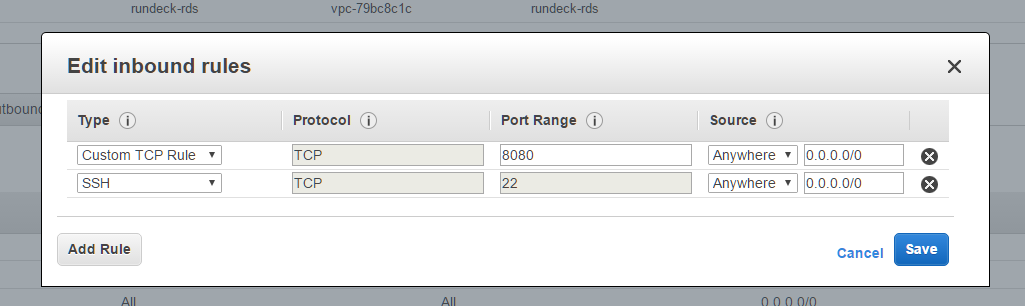 rundeck-rds vpc-79bc8c1c rundeck-rds
Edit inbound rules
utbound
Type i Protocol i Port Range i Source i
Custom TCP Rule TCP 8080 Anywhere 0.0.0.0/0
SSH TCP 22 Anywhere 0.0.0.0/0
Add Rule Cancel Save
All All 0.0.0.0/0